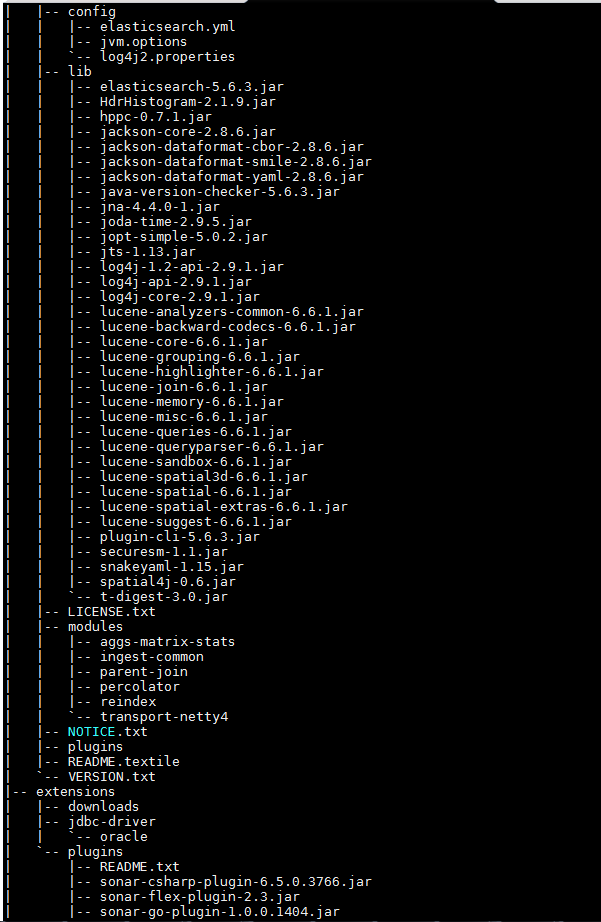 |   |-- config
|   |   |-- elasticsearch.yml
|   |   |-- jvm.options
|   |   `-- log4j2.properties
|   |-- lib
|   |   |-- elasticsearch-5.6.3.jar
|   |   |-- HdrHistogram-2.1.9.jar
|   |   |-- hppc-0.7.1.jar
|   |   |-- jackson-core-2.8.6.jar
|   |   |-- jackson-dataformat-cbor-2.8.6.jar
|   |   |-- jackson-dataformat-smile-2.8.6.jar
|   |   |-- jackson-dataformat-yaml-2.8.6.jar
|   |   |-- java-version-checker-5.6.3.jar
|   |   |-- jna-4.4.0-1.jar
|   |   |-- joda-time-2.9.5.jar
|   |   |-- jopt-simple-5.0.2.jar
|   |   |-- jts-1.13.jar
|   |   |-- log4j-1.2-api-2.9.1.jar
|   |   |-- log4j-api-2.9.1.jar
|   |   |-- log4j-core-2.9.1.jar
|   |   |-- lucene-analyzers-common-6.6.1.jar
|   |   |-- lucene-backward-codecs-6.6.1.jar
|   |   |-- lucene-core-6.6.1.jar
|   |   |-- lucene-grouping-6.6.1.jar
|   |   |-- lucene-highlighter-6.6.1.jar
|   |   |-- lucene-join-6.6.1.jar
|   |   |-- lucene-memory-6.6.1.jar
|   |   |-- lucene-misc-6.6.1.jar
|   |   |-- lucene-queries-6.6.1.jar
|   |   |-- lucene-queryparser-6.6.1.jar
|   |   |-- lucene-sandbox-6.6.1.jar
|   |   |-- lucene-spatial3d-6.6.1.jar
|   |   |-- lucene-spatial-6.6.1.jar
|   |   |-- lucene-spatial-extras-6.6.1.jar
|   |   |-- lucene-suggest-6.6.1.jar
|   |   |-- plugin-cli-5.6.3.jar
|   |   |-- securesm-1.1.jar
|   |   |-- snakeyaml-1.15.jar
|   |   |-- spatial4j-0.6.jar
|   |   `-- t-digest-3.0.jar
|   |-- LICENSE.txt
|   |-- modules
|   |   |-- aggs-matrix-stats
|   |   |-- ingest-common
|   |   |-- parent-join
|   |   |-- percolator
|   |   |-- reindex
|   |   `-- transport-netty4
|   |-- NOTICE.txt
|   |-- plugins
|   |-- README.textile
|   `-- VERSION.txt
|-- extensions
|   |-- downloads
|   |-- jdbc-driver
|   |   `-- oracle
|   `-- plugins
|       |-- README.txt
|       |-- sonar-csharp-plugin-6.5.0.3766.jar
|       |-- sonar-flex-plugin-2.3.jar
|       |-- sonar-go-plugin-1.0.0.1404.jar